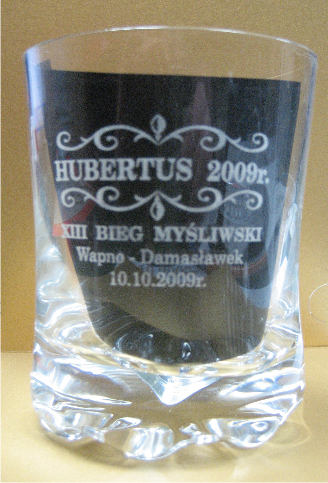 HUBERTUS 2009r.
XIII BIEG MYŚLIWSKI
Wapno - Damasławek
10.10.2009r.